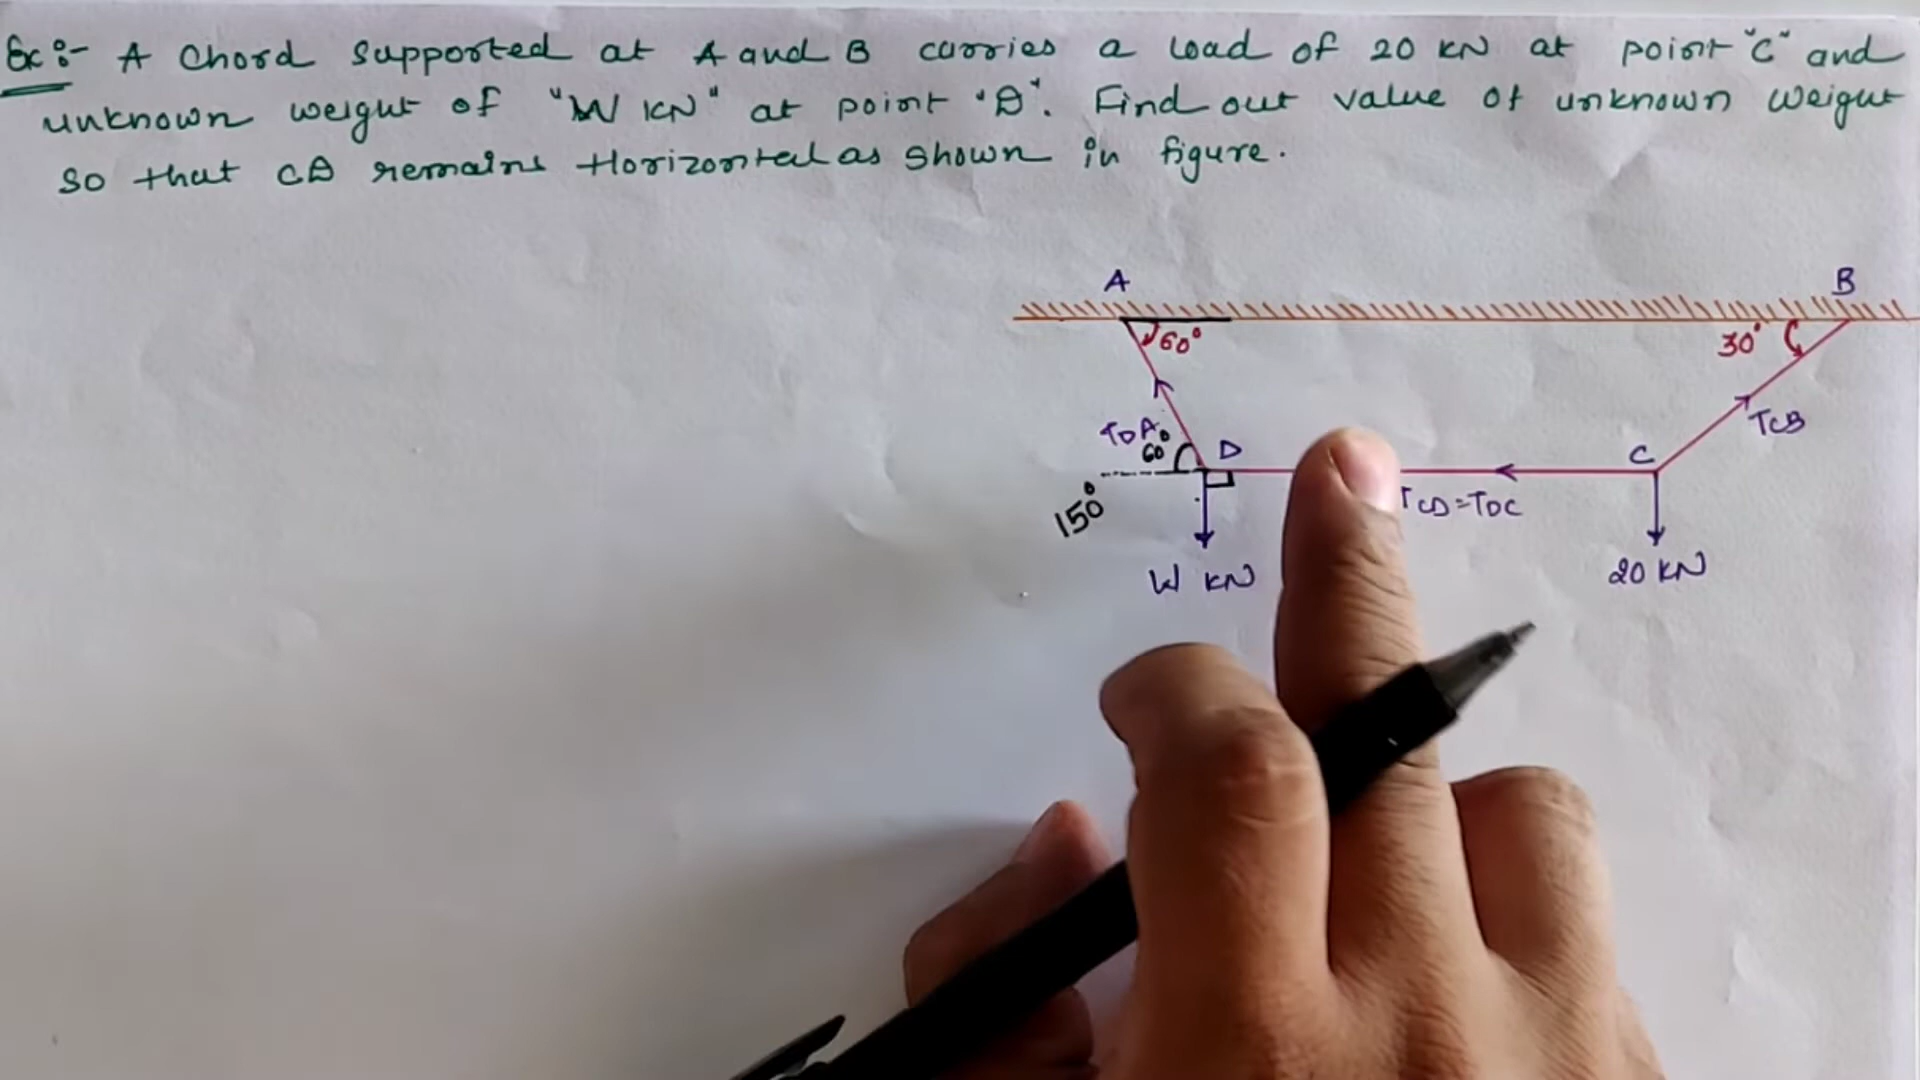 Ex:- A Chord supported at A and B carries a load of 20 KN at point "C" and
unknown weight of "W KN" at point "D". Find out value of unknown weight
so that CD remains Horizontal as shown in figure.
A
B
60°
30°
TDA
60°
D
C
TCB
150°
TCD=TDC
W KN
20 KN